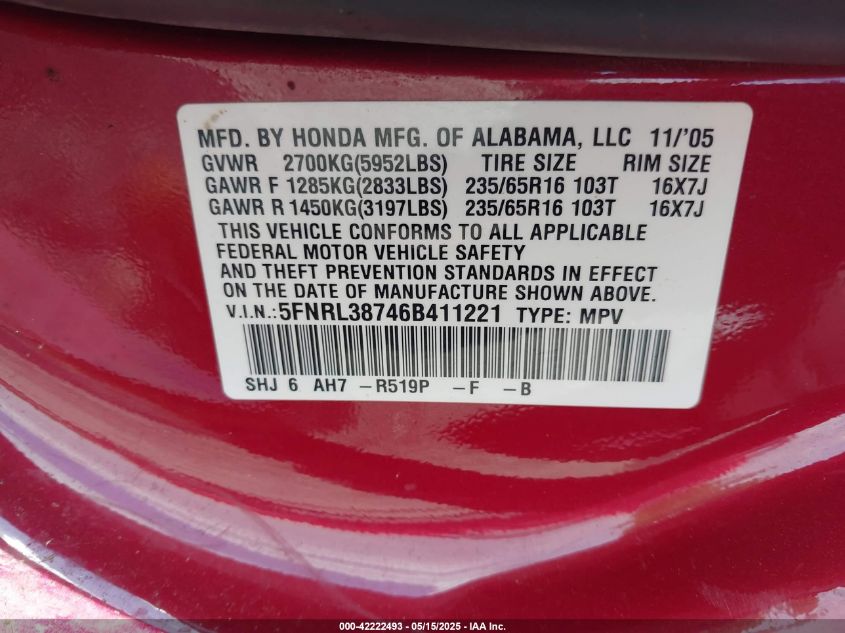 MFD. BY HONDA MFG. OF ALABAMA, LLC 11/'05
GVWR 2700KG(5952LBS) TIRE SIZE RIM SIZE
GAWR F 1285KG(2833LBS) 235/65R16 103T 16X7J
GAWR R 1450KG(3197LBS) 235/65R16 103T 16X7J
THIS VEHICLE CONFORMS TO ALL APPLICABLE
FEDERAL MOTOR VEHICLE SAFETY
AND THEFT PREVENTION STANDARDS IN EFFECT
ON THE DATE OF MANUFACTURE SHOWN ABOVE.
V.I.N.: 5FNRL38746B411221 TYPE: MPV
SHJ 6 AH7 -R519P -F -B
000-42222493 - 05/15/2025 - IAA Inc.